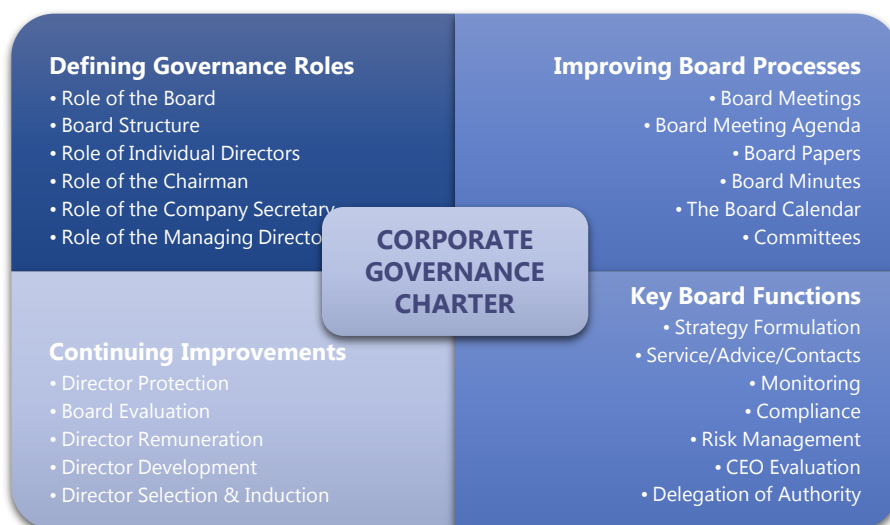 Defining Governance Roles
• Role of the Board
• Board Structure
• Role of Individual Directors
• Role of the Chairman
• Role of the Company Secretary
• Role of the Managing Directo
Improving Board Processes
• Board Meetings
• Board Meeting Agenda
• Board Papers
• Board Minutes
• The Board Calendar
• Committees
CORPORATE
GOVERNANCE
CHARTER
Continuing Improvements
• Director Protection
• Board Evaluation
• Director Remuneration
• Director Development
• Director Selection & Induction
Key Board Functions
• Strategy Formulation
• Service/Advice/Contacts
• Monitoring
• Compliance
• Risk Management
• CEO Evaluation
• Delegation of Authority